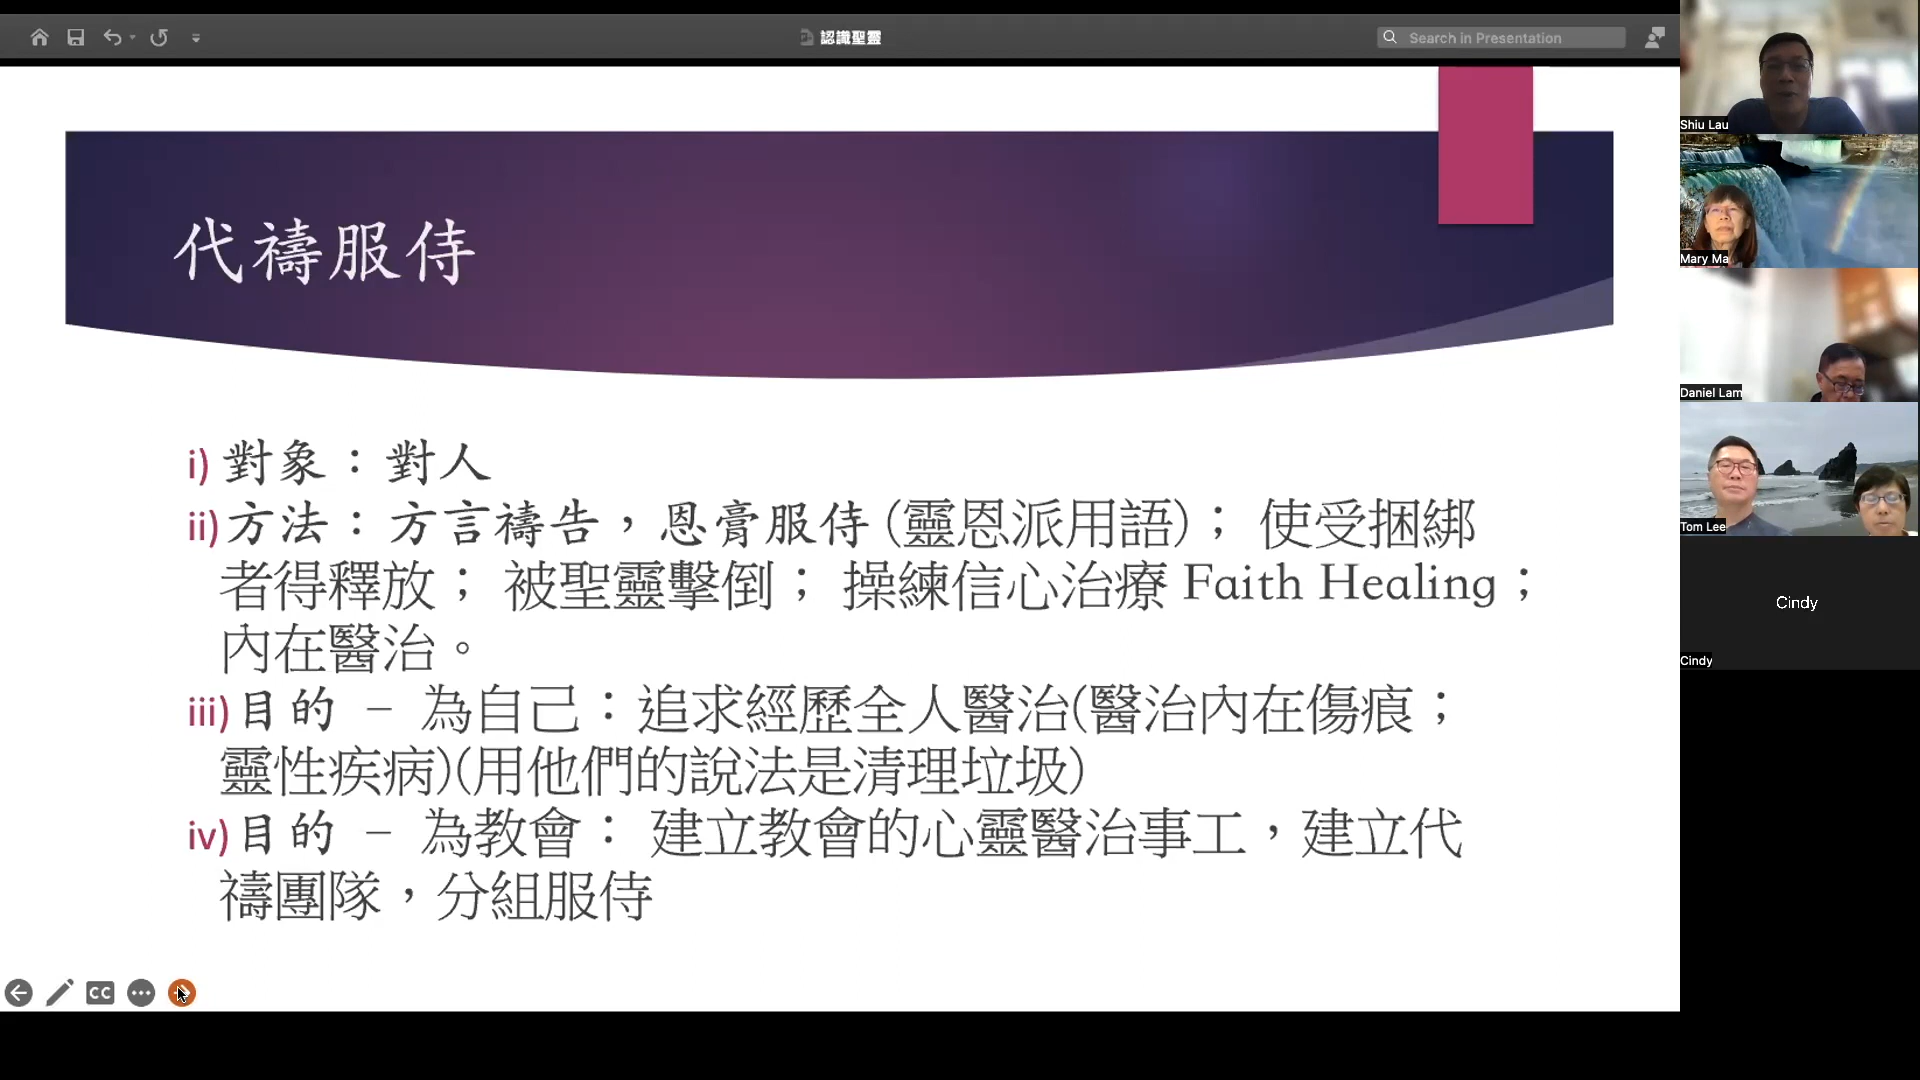 認識聖靈
Search in Presentation
代禱服侍
i) 對象：對人
ii) 方法：方言禱告，恩膏服侍 (靈恩派用語)； 使受捆綁
者得釋放； 被聖靈擊倒； 操練信心治療 Faith Healing；
內在醫治。
iii) 目的 – 為自己：追求經歷全人醫治(醫治內在傷痕；
靈性疾病)(用他們的說法是清理垃圾)
iv) 目的 – 為教會： 建立教會的心靈醫治事工，建立代
禱團隊，分組服侍
CC
Shiu Lau
Mary Ma
Daniel Lam
Tom Lee
Cindy
Cindy